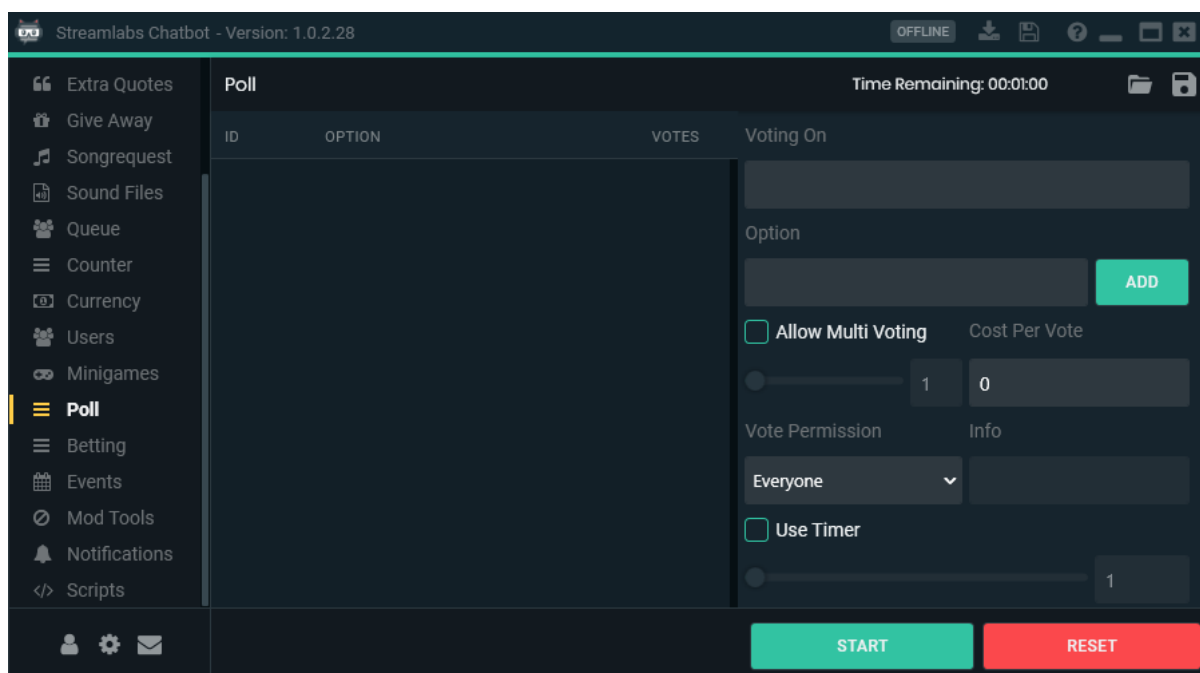 Streamlabs Chatbot - Version: 1.0.2.28
OFFLINE
Extra Quotes
Give Away
Songrequest
Sound Files
Queue
Counter
Currency
Users
Minigames
Poll
Betting
Events
Mod Tools
Notifications
Scripts
Poll
Time Remaining: 00:01:00
ID OPTION VOTES
Voting On
Option
ADD
Allow Multi Voting Cost Per Vote
1 0
Vote Permission Info
Everyone
Use Timer
1
START RESET